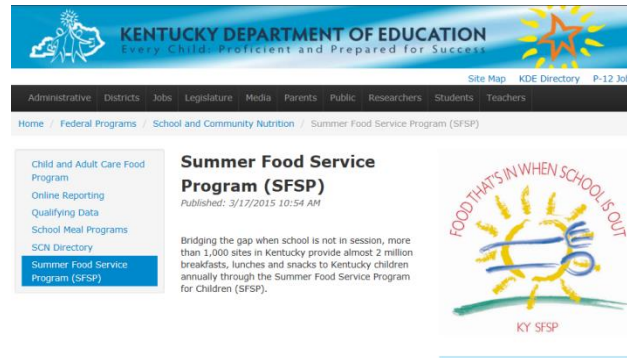 KENTUCKY DEPARTMENT OF EDUCATION
Every Child: Proficient and Prepared for Success
Site Map KDE Directory P-12 Jo
Administrative Districts Jobs Legislature Media Parents Public Researchers Students Teachers
Home / Federal Programs / School and Community Nutrition / Summer Food Service Program (SFSP)
Child and Adult Care Food
Program
Online Reporting
Qualifying Data
School Meal Programs
SCN Directory
Summer Food Service
Program (SFSP)
Summer Food Service
Program (SFSP)
Published: 3/17/2015 10:54 AM
Bridging the gap when school is not in session, more
than 1,000 sites in Kentucky provide almost 2 million
breakfasts, lunches and snacks to Kentucky children
annually through the Summer Food Service Program
for Children (SFSP).
FOOD THAT'S IN WHEN SCHOOL IS OUT
KY SFSP